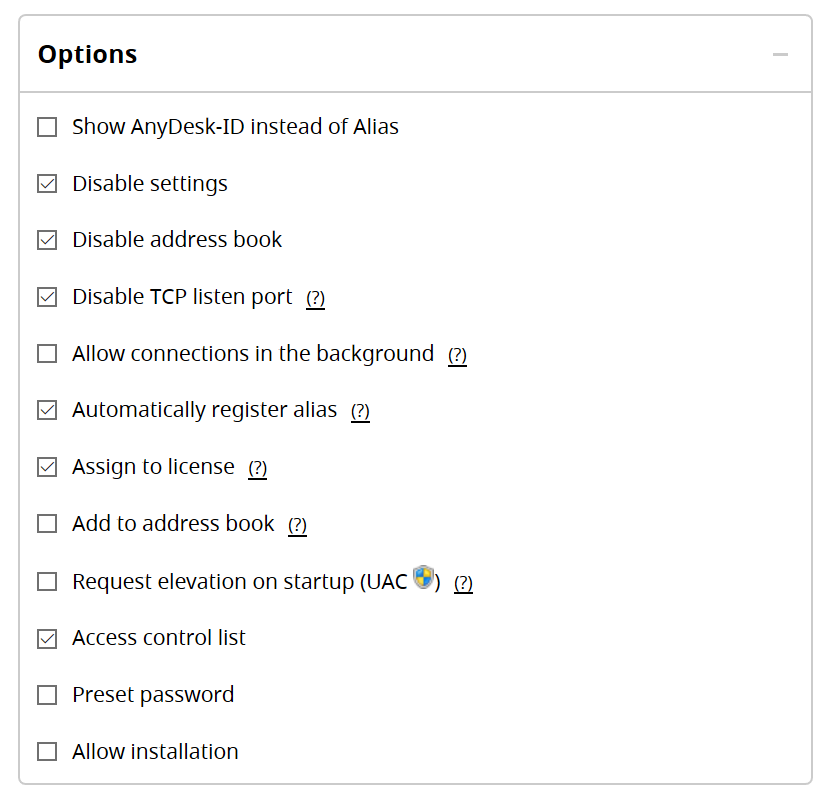 Options
Show AnyDesk-ID instead of Alias
Disable settings
Disable address book
Disable TCP listen port (?)
Allow connections in the background (?)
Automatically register alias (?)
Assign to license (?)
Add to address book (?)
Request elevation on startup (UAC ) (?)
Access control list
Preset password
Allow installation